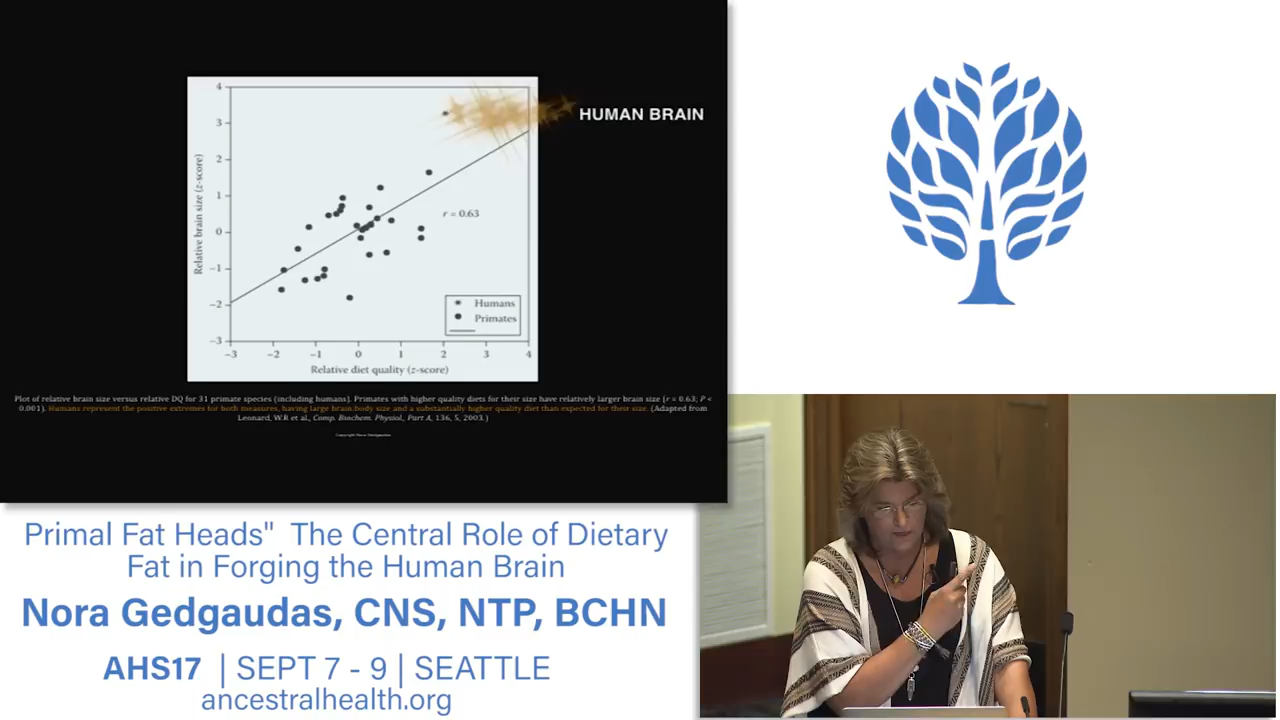 4
3
2
1
0
−1
−2
−3
Relative brain size (z-score)
HUMAN BRAIN
r = 0.63
Humans
Primates
−3 −2 −1 0 1 2 3 4
Relative diet quality (z-score)
Plot of relative brain size versus relative DQ for 31 primate species (including humans). Primates with higher quality diets for their size have relatively larger brain size (r = 0.63; P <
0.001). Humans represent the positive extremes for both measures, having large brain:body size and a substantially higher quality diet than expected for their size. (Adapted from
Leonard, W.R et al., Comp. Biochem. Physiol., Part A, 136, 5, 2003.)
Copyright Nora Gedgaudas
Primal Fat Heads" The Central Role of Dietary
Fat in Forging the Human Brain
Nora Gedgaudas, CNS, NTP, BCHN
AHS17 | SEPT 7 - 9 | SEATTLE
ancestralhealth.org